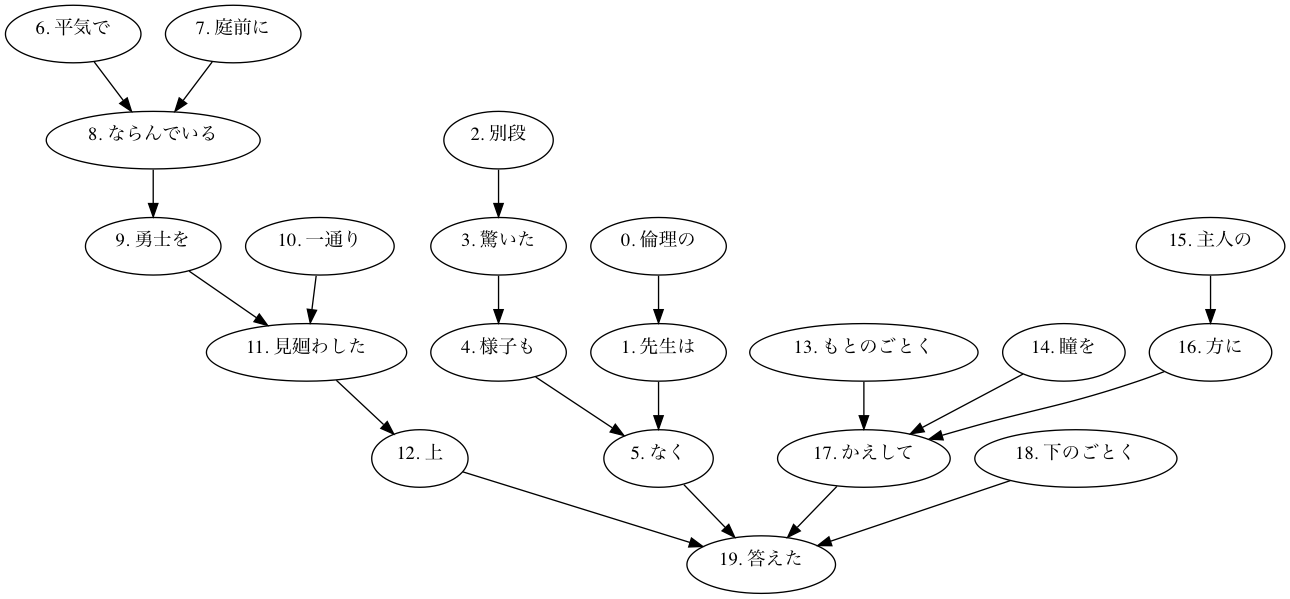 6. 平気で
7. 庭前に
8. ならんでいる
2. 別段
9. 勇士を
10. 一通り
3. 驚いた
0. 倫理の
15. 主人の
11. 見廻わした
4. 様子も
1. 先生は
13. もとのごとく
14. 瞳を
16. 方に
12. 上
5. なく
17. かえして
18. 下のごとく
19. 答えた